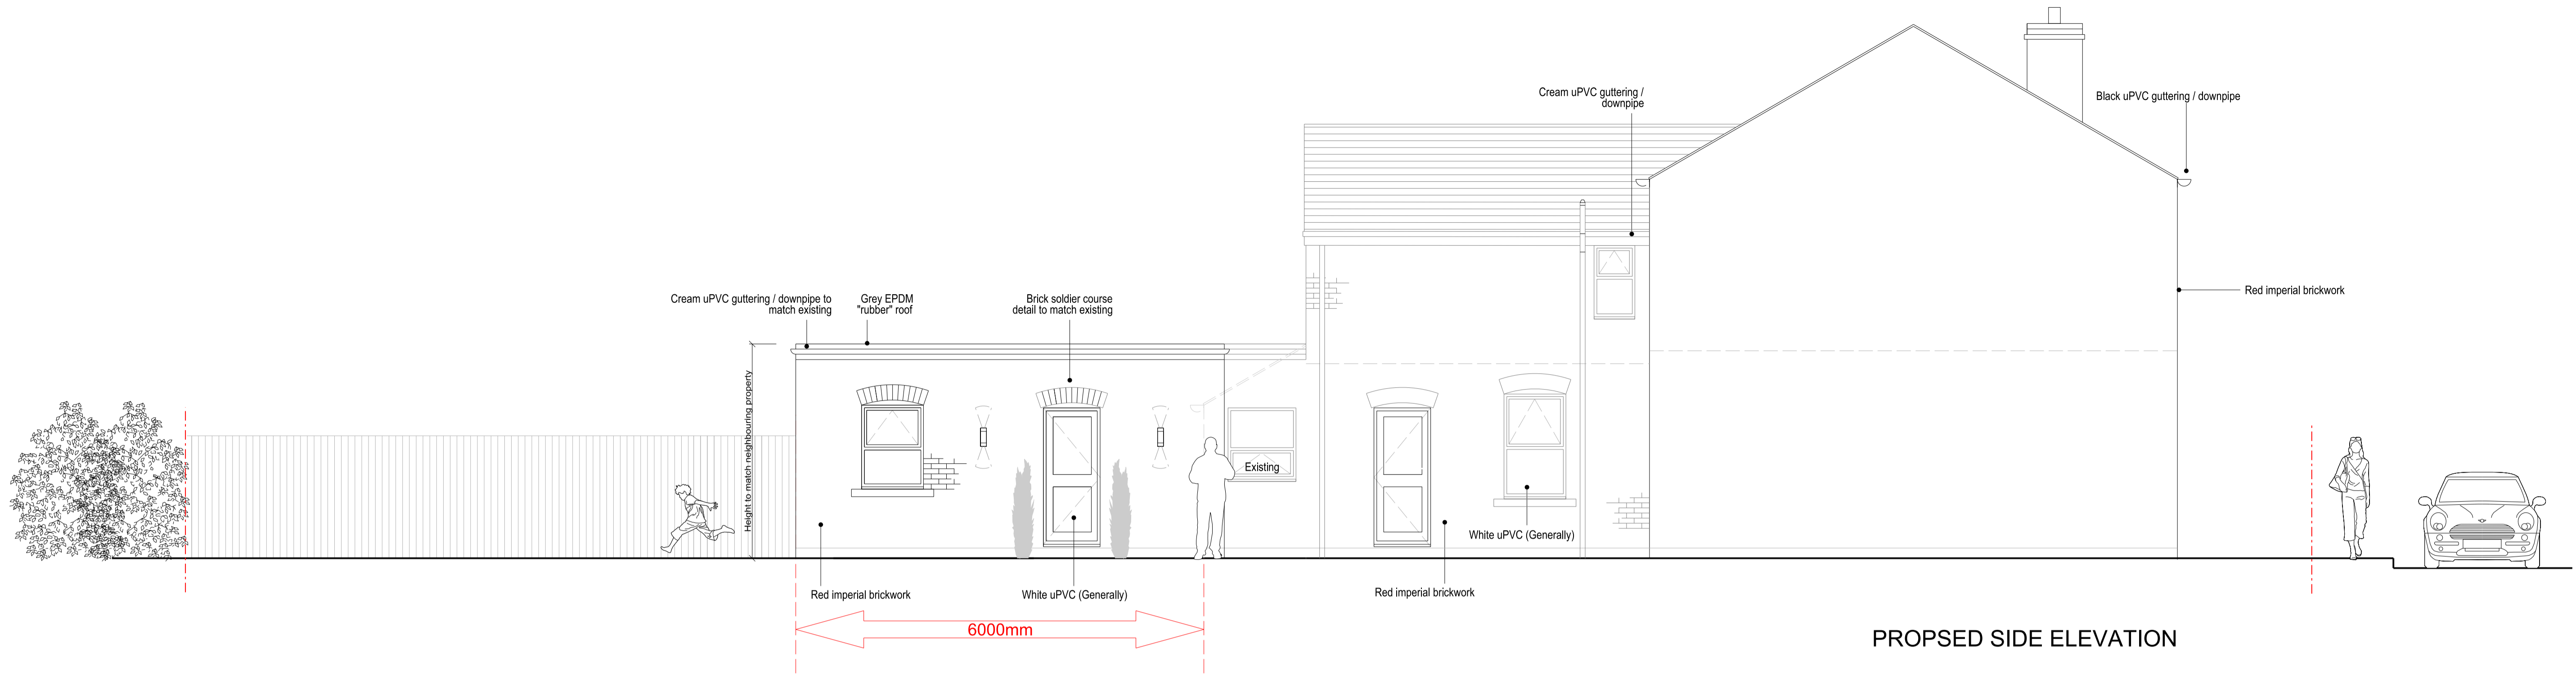 Cream uPVC guttering /
downpipe
Black uPVC guttering / downpipe
Red imperial brickwork
Cream uPVC guttering / downpipe to
match existing
Grey EPDM
"rubber" roof
Brick soldier course
detail to match existing
Height to match neighbouring property
Existing
White uPVC (Generally)
Red imperial brickwork
White uPVC (Generally)
Red imperial brickwork
6000mm
PROPSED SIDE ELEVATION